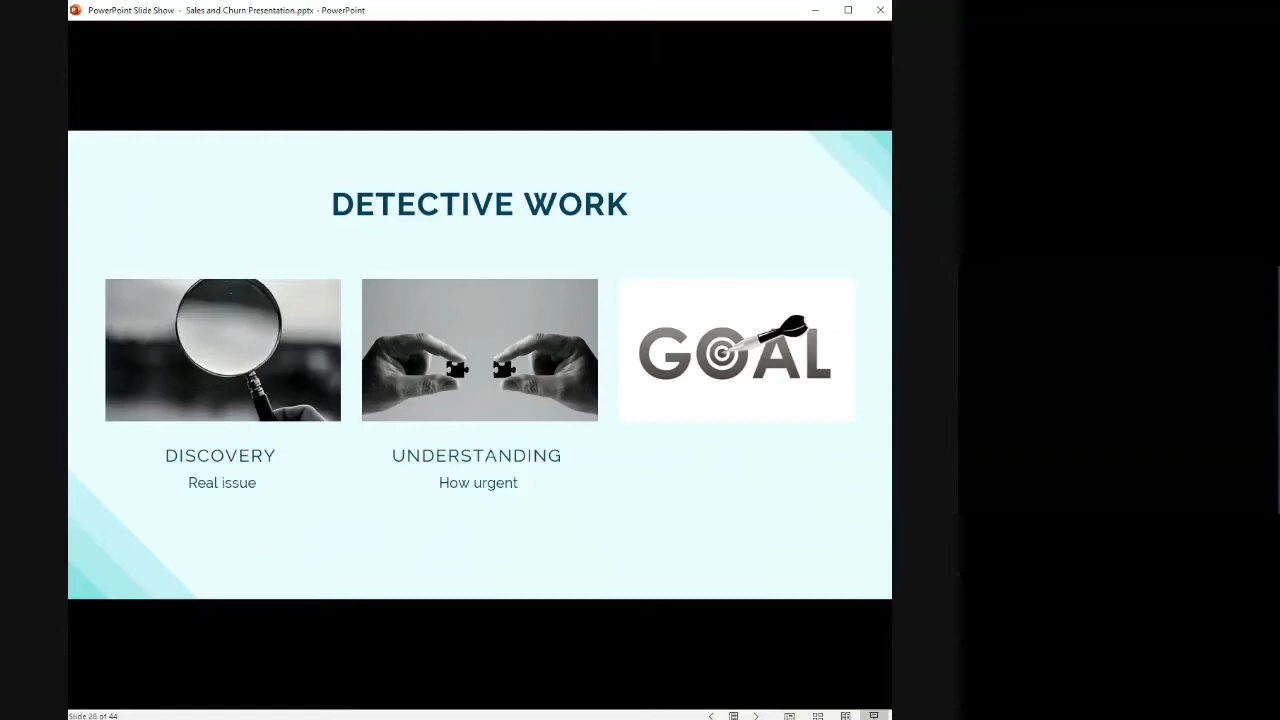 PowerPoint Slide Show - Sales and Churn Presentation.pptx - PowerPoint
DETECTIVE WORK
GOAL
DISCOVERY
UNDERSTANDING
Real issue
How urgent
Slide 28 of 44